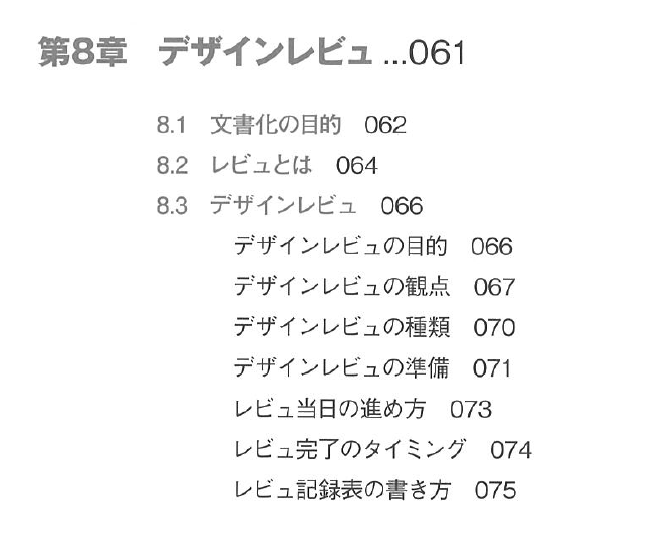 第8章　デザインレビュ ...061
8.1　文書化の目的　062
8.2　レビュとは　064
8.3　デザインレビュ　066
デザインレビュの目的　066
デザインレビュの観点　067
デザインレビュの種類　070
デザインレビュの準備　071
レビュ当日の進め方　073
レビュ完了のタイミング　074
レビュ記録表の書き方　075